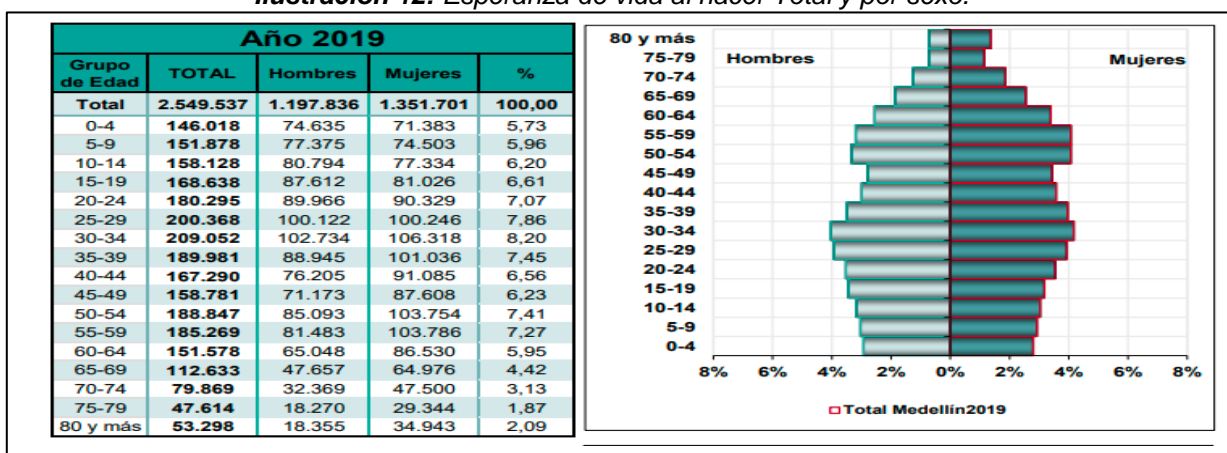 Ilustración 12: Esperanza de vida al nacer Total y por sexo.
Año 2019
Grupo de Edad TOTAL Hombres Mujeres %
Total 2.549.537 1.197.836 1.351.701 100,00
0-4 146.018 74.635 71.383 5,73
5-9 151.878 77.375 74.503 5,96
10-14 158.128 80.794 77.334 6,20
15-19 168.638 87.612 81.026 6,61
20-24 180.295 89.966 90.329 7,07
25-29 200.368 100.122 100.246 7,86
30-34 209.052 102.734 106.318 8,20
35-39 189.981 88.945 101.036 7,45
40-44 167.290 76.205 91.085 6,56
45-49 158.781 71.173 87.608 6,23
50-54 188.847 85.093 103.754 7,41
55-59 185.269 81.483 103.786 7,27
60-64 151.578 65.048 86.530 5,95
65-69 112.633 47.657 64.976 4,42
70-74 79.869 32.369 47.500 3,13
75-79 47.614 18.270 29.344 1,87
80 y más 53.298 18.355 34.943 2,09
Hombres Mujeres
80 y más
75-79
70-74
65-69
60-64
55-59
50-54
45-49
40-44
35-39
30-34
25-29
20-24
15-19
10-14
5-9
0-4
8% 6% 4% 2% 0% 2% 4% 6% 8%
Total Medellín2019